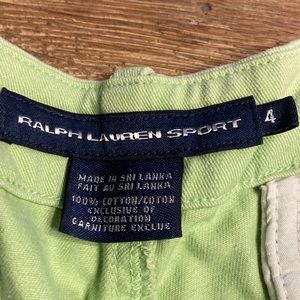 RALPH LAUREN SPORT
4
MADE IN SRI LANKA
FAIT AU SRI LANKA
100% COTTON/COTON
EXCLUSIVE OF
DECORATION
GARNITURE EXCLUE